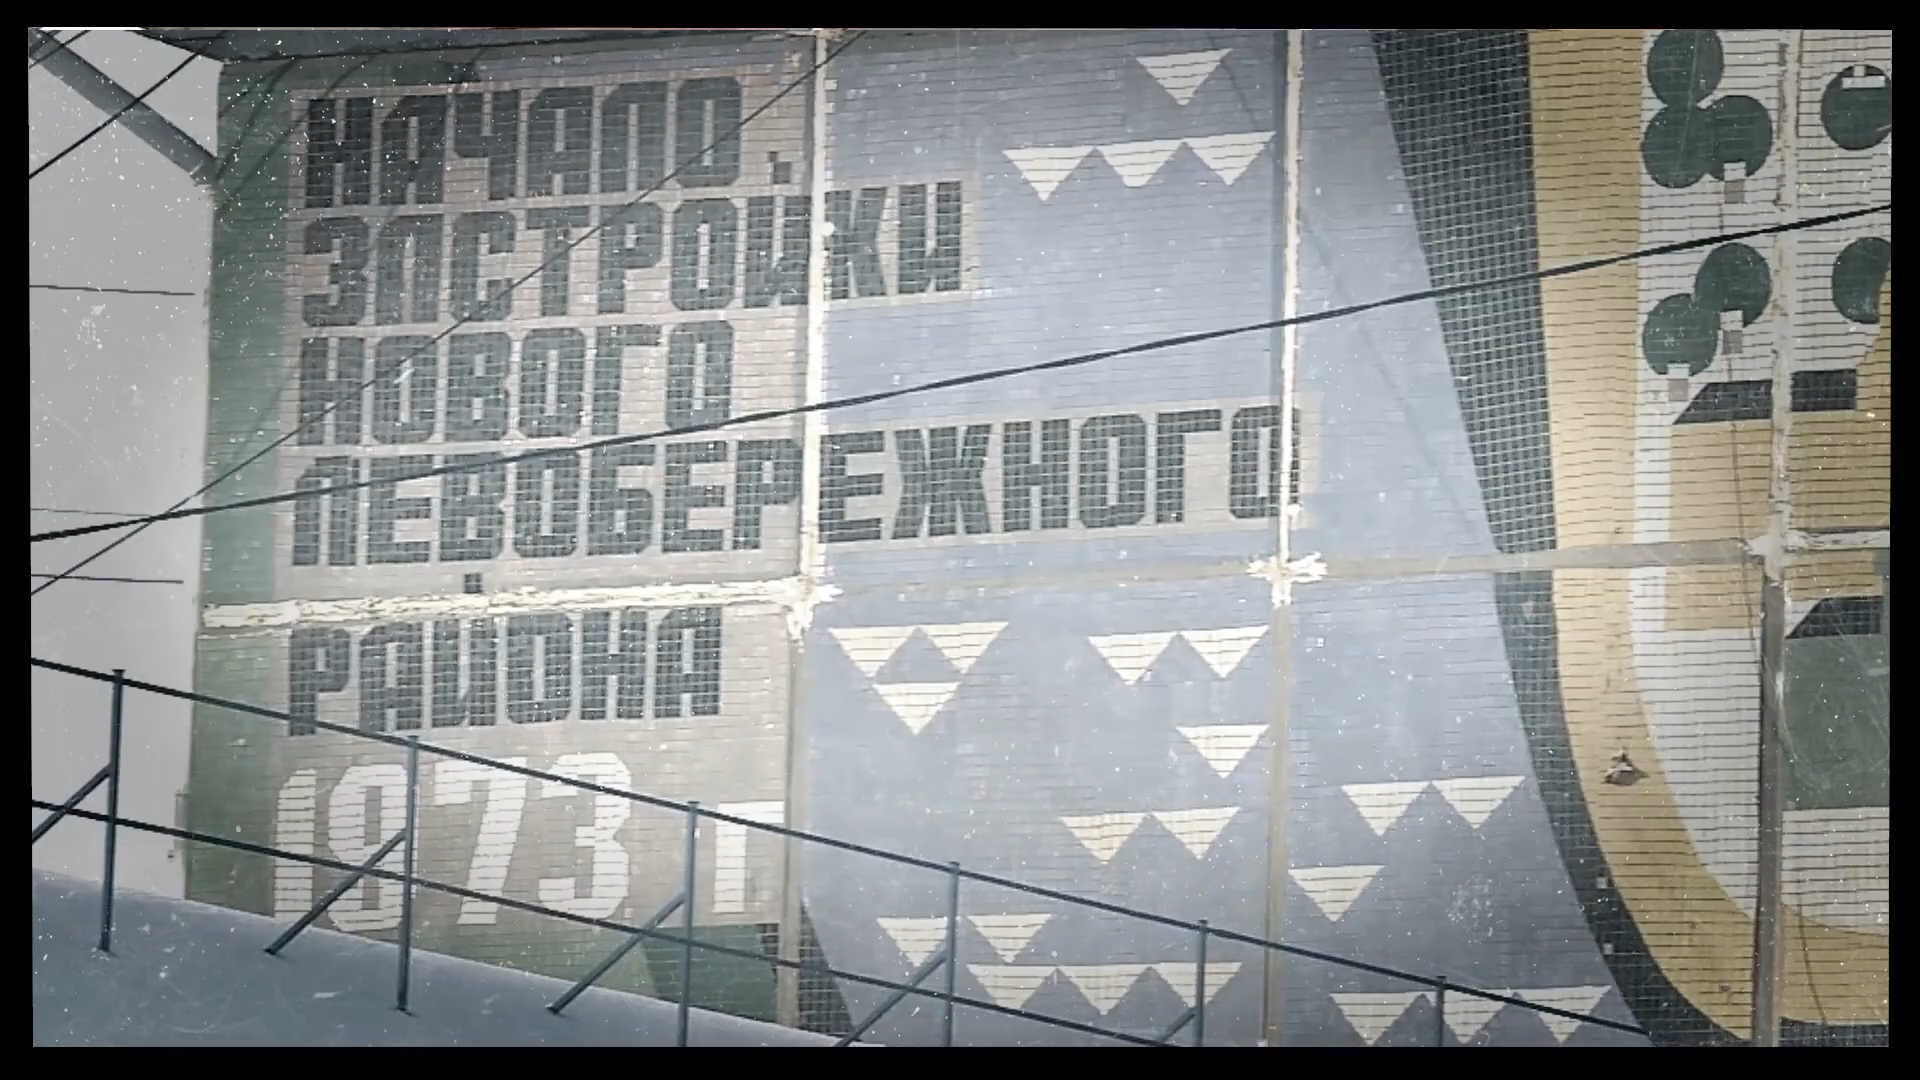 НАЧАЛО
ЗАСТРОЙКИ
НОВОГО
ЛЕВОБЕРЕЖНОГО
РАЙОНА
1973 г